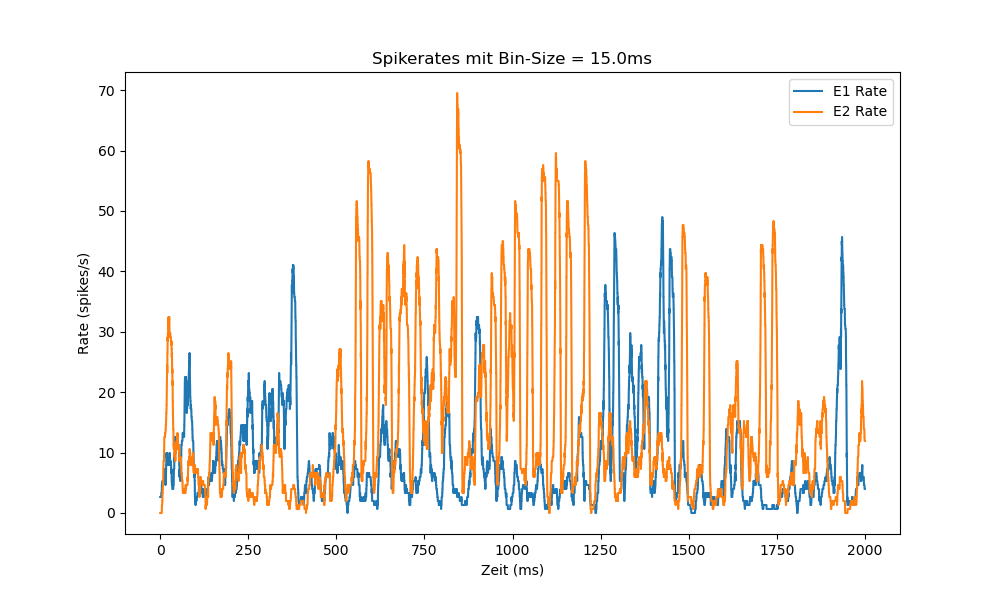 Spikerates mit Bin-Size = 15.0ms
E1 Rate
E2 Rate
Rate (spikes/s)
70
60
50
40
30
20
10
0
0 250 500 750 1000 1250 1500 1750 2000
Zeit (ms)